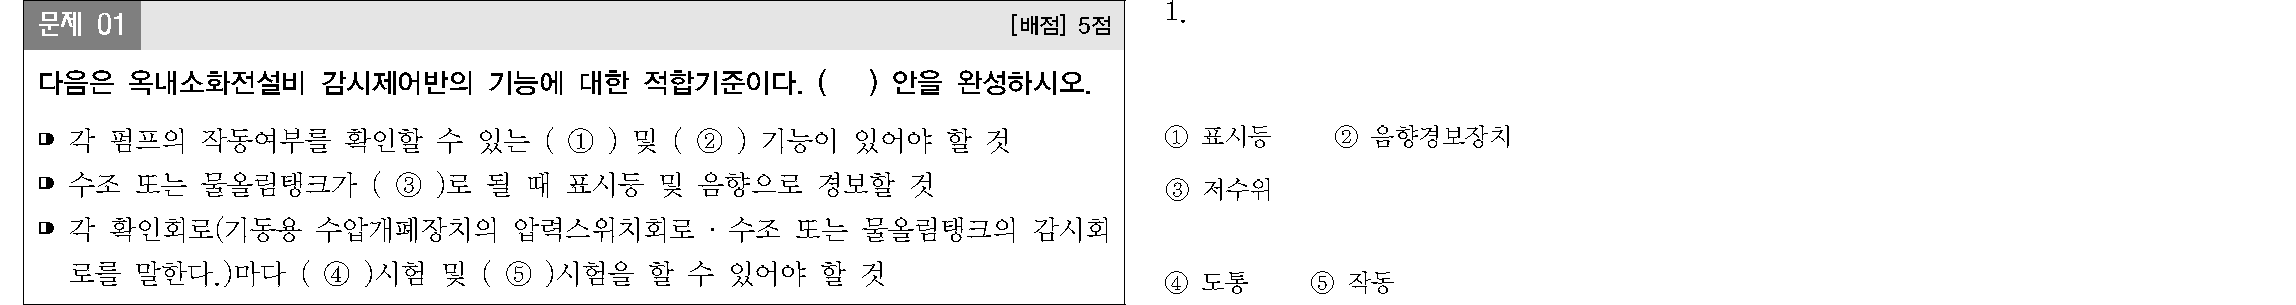 문제 01
[배점] 5점
다음은 옥내소화전설비 감시제어반의 기능에 대한 적합기준이다. (   ) 안을 완성하시오.
각 펌프의 작동여부를 확인할 수 있는 ( ① ) 및 ( ② ) 기능이 있어야 할 것
수조 또는 물올림탱크가 ( ③ )로 될 때 표시등 및 음향으로 경보할 것
각 확인회로(기동용 수압개폐장치의 압력스위치회로 · 수조 또는 물올림탱크의 감시회
로를 말한다.)마다 ( ④ )시험 및 ( ⑤ )시험을 할 수 있어야 할 것
1.
① 표시등 ② 음향경보장치
③ 저수위
④ 도통 ⑤ 작동